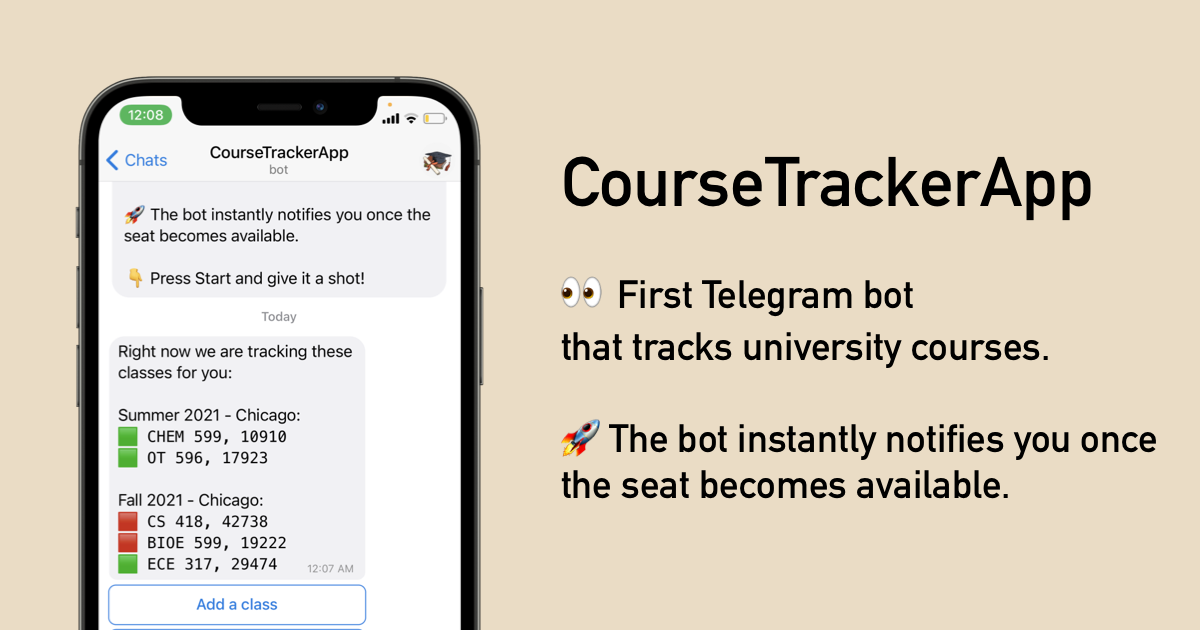 12:08
Chats
CourseTrackerApp
bot
🚀 The bot instantly notifies you once the
seat becomes available.
👇 Press Start and give it a shot!
Today
Right now we are tracking these
classes for you:
Summer 2021 - Chicago:
🟩 CHEM 599, 10910
🟩 OT 596, 17923
Fall 2021 - Chicago:
🟥 CS 418, 42738
🟥 BIOE 599, 19222
🟩 ECE 317, 29474
12:07 AM
Add a class
CourseTrackerApp
👀 First Telegram bot
that tracks university courses.
🚀 The bot instantly notifies you once
the seat becomes available.